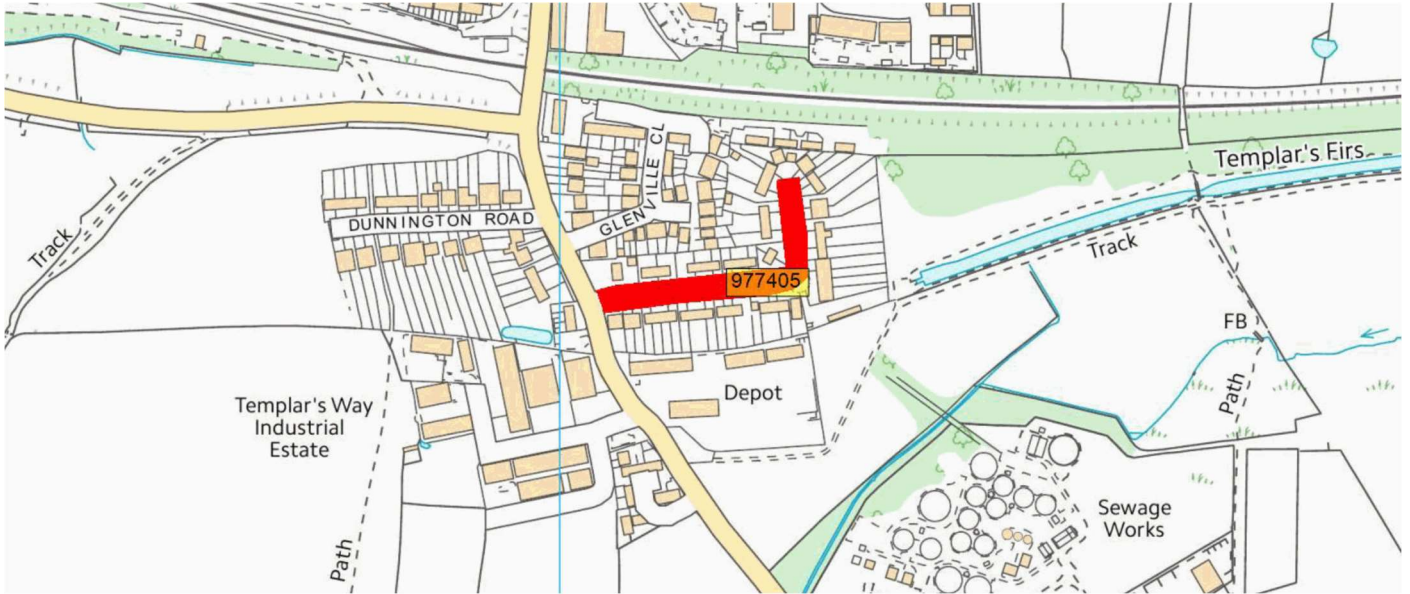 Templar's Firs
DUNNINGTON ROAD
GLENVILLE CL
Track
Track
977405
FB
Path
Depot
Templar's Way
Industrial
Estate
Sewage
Works
Path